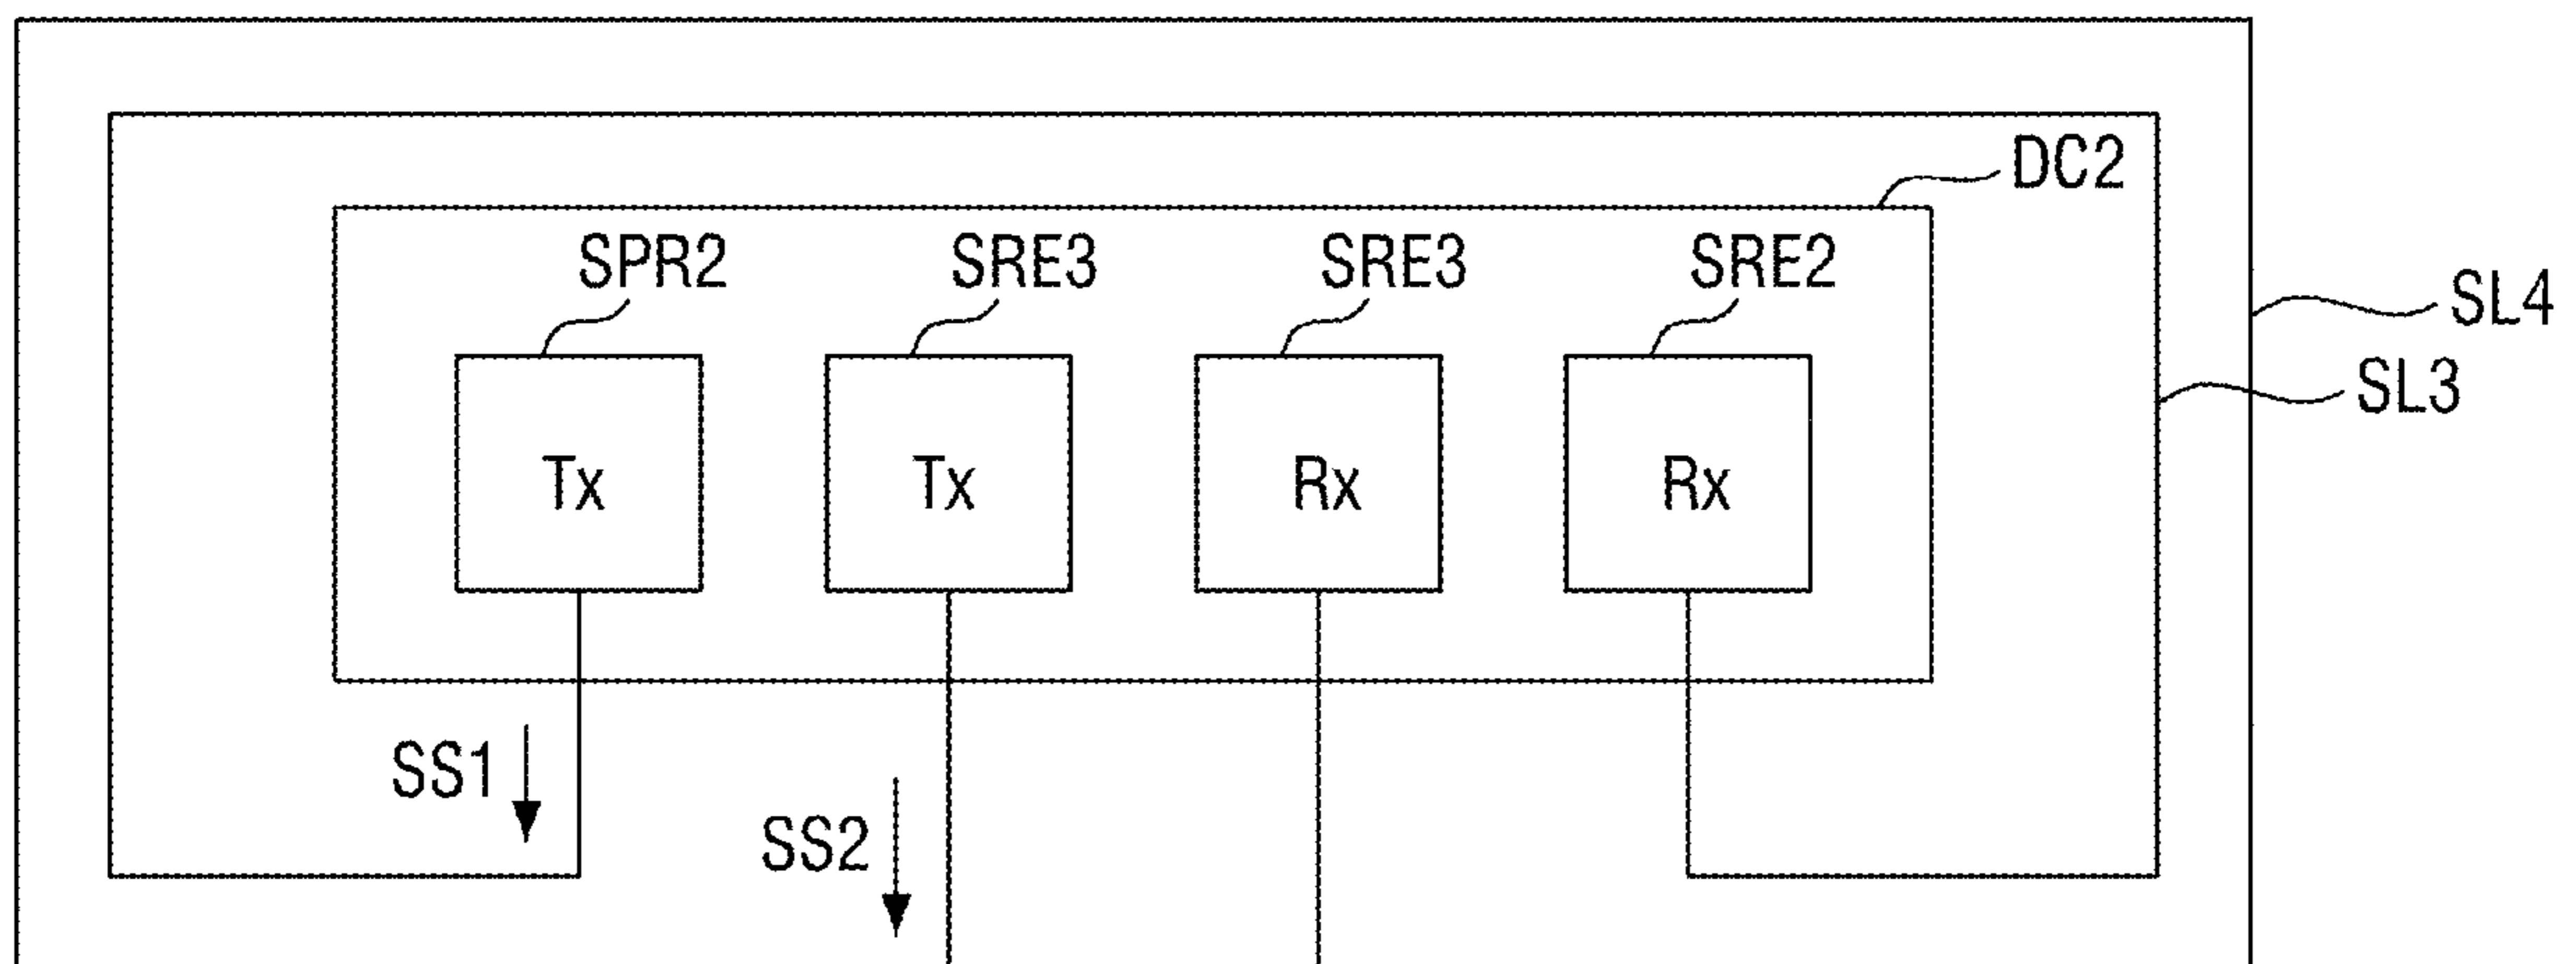 DC2
SPR2 SRE3 SRE3 SRE2
SL4
SL3
Tx Tx Rx Rx
SS1
SS2